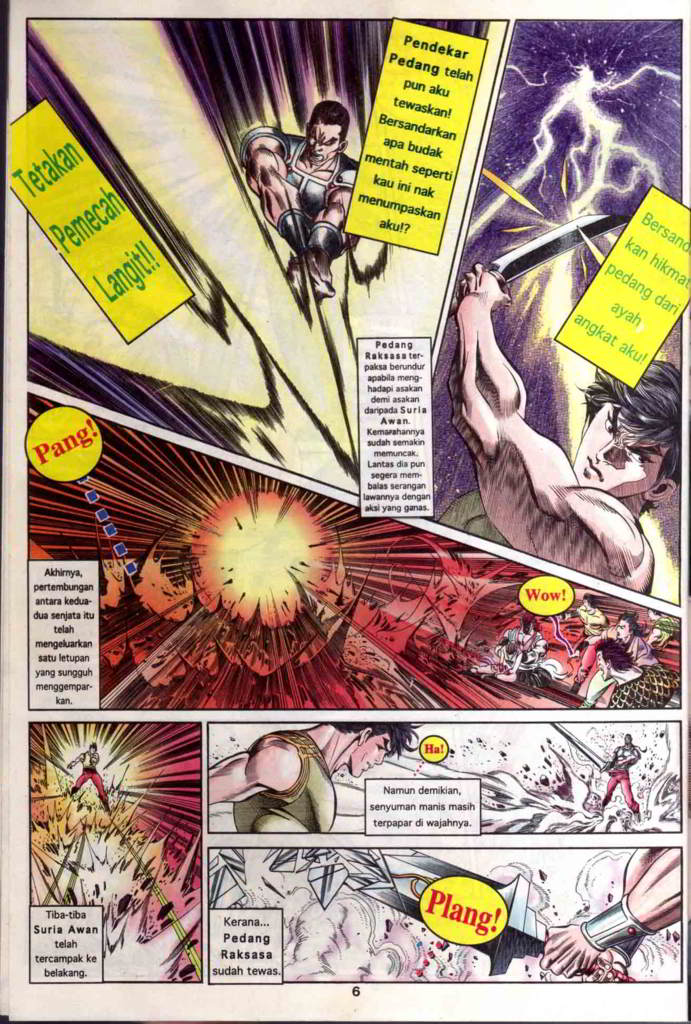 Tetakan
Pemecah
Langit!!
Pendekar
Pedang telah
pun aku
tewaskan!
Bersandarkan
apa budak
mentah seperti
kau ini nak
menumpaskan
aku!?
Bersan
kan hikmat
pedang dari
ayah
angkat aku!
Pedang
Raksasa ter-
paksa berundur
apabila meng-
hadapi asakan
demi asakan
daripada Suria
Awan.
Kemarahannya
sudah semakin
memuncak.
Lantas dia pun
segera mem-
balas serangan
lawannya dengan
aksi yang ganas.
Pang!
Akhirnya,
pertembungan
antara kedua-
dua senjata itu
telah
mengeluarkan
satu letupan
yang sungguh
menggempar-
kan.
Wow!
Tiba-tiba
Suria Awan
telah
tercampak ke
belakang.
Ha!
Namun demikian,
senyuman manis masih
terpapar di wajahnya.
Kerana...
Pedang
Raksasa
sudah tewas.
Plang!
6